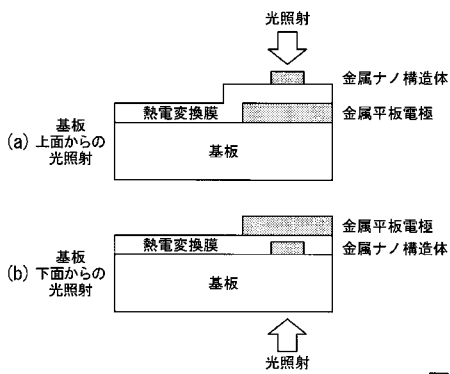 光照射
金属ナノ構造体
熱電変換膜
金属平板電極
(a)
基板
上面からの
光照射
基板
金属平板電極
熱電変換膜
金属ナノ構造体
(b)
基板
下面からの
光照射
基板
光照射